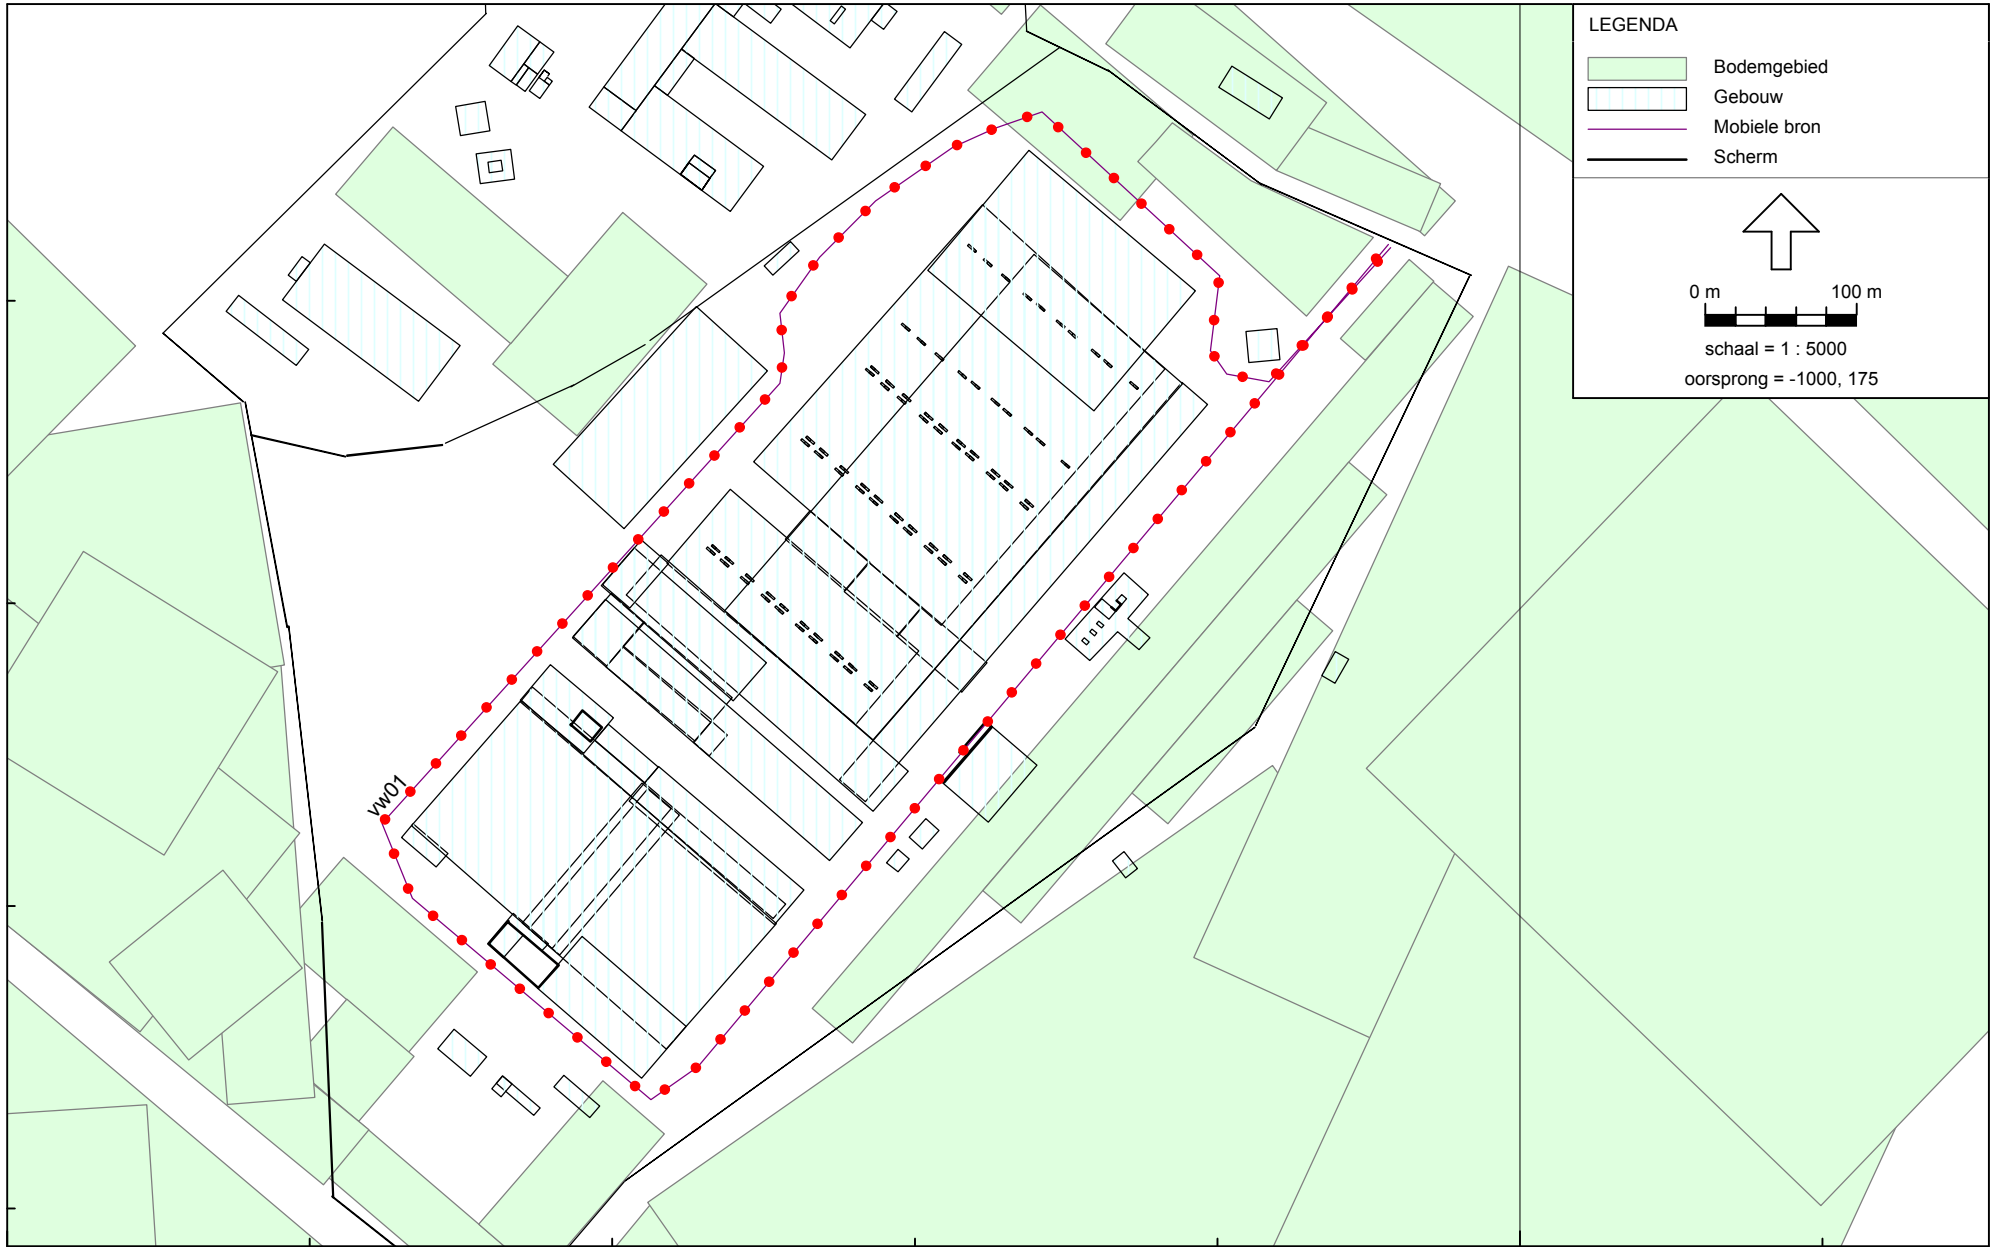 LEGENDA
Bodemgebied
Gebouw
Mobiele bron
Scherm
0 m 100 m
schaal = 1 : 5000
oorsprong = -1000, 175
vw01